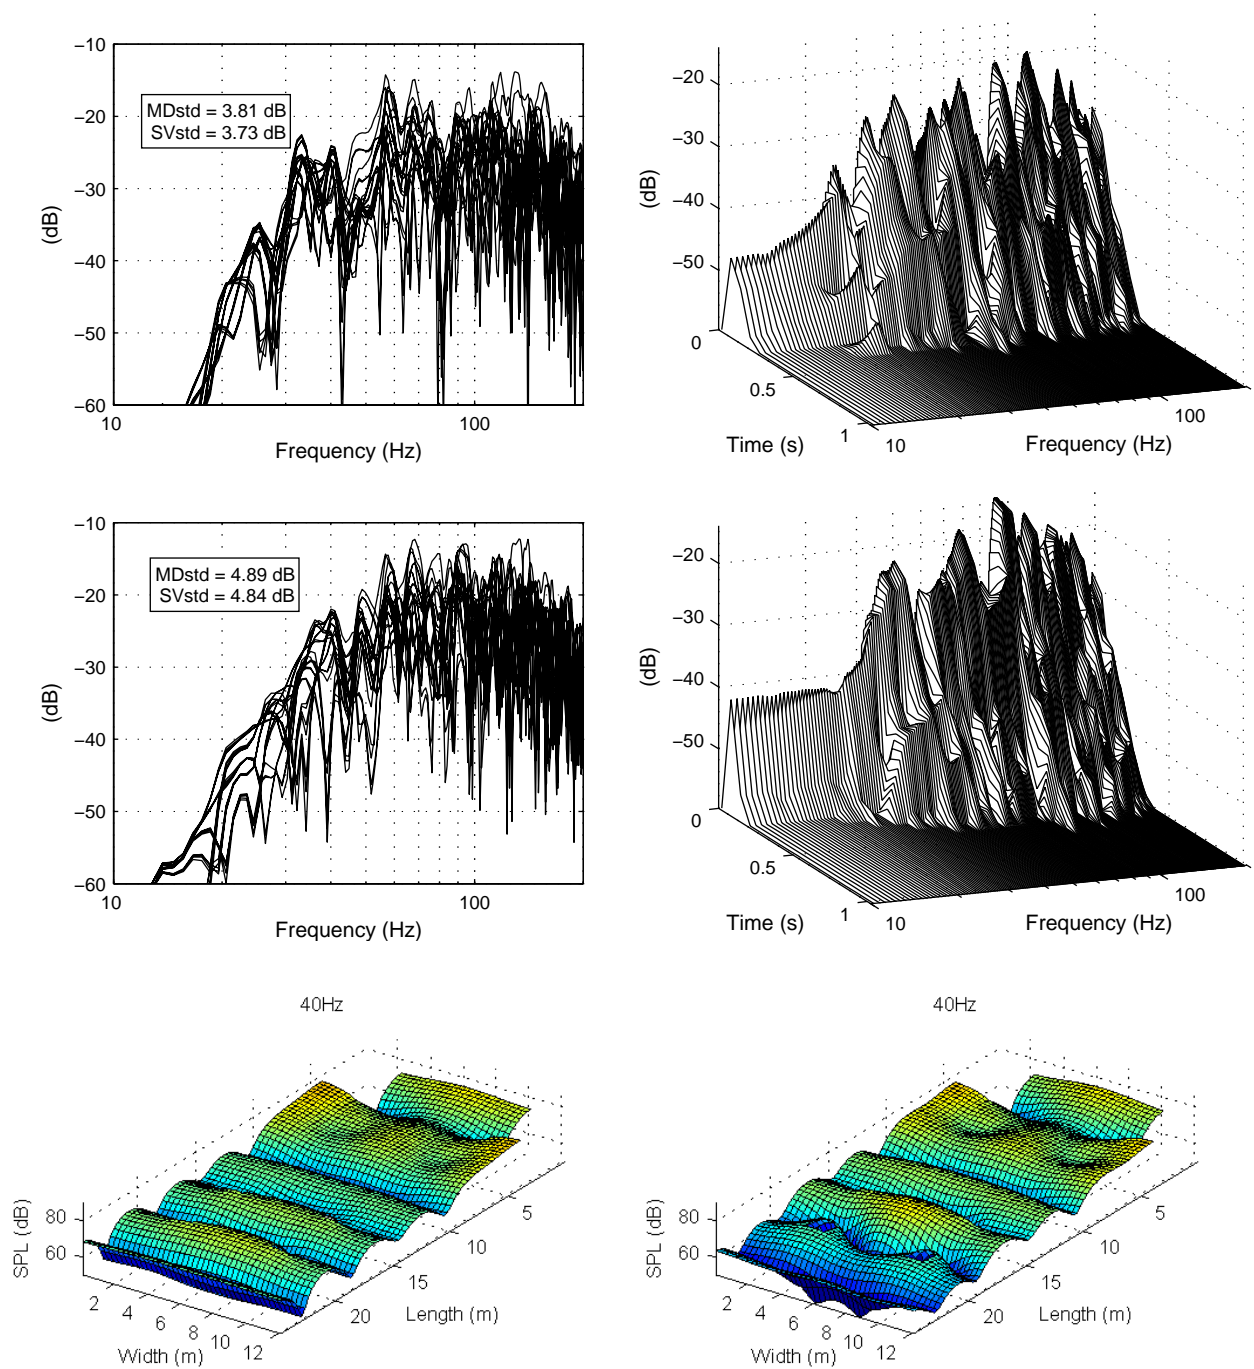 −10
−20
−30
−40
−50
−60
(dB)
MDstd = 3.81 dB
SVstd = 3.73 dB
10
100
Frequency (Hz)
−20
−30
−40
−50
(dB)
0
0.5
1
Time (s)
10
100
Frequency (Hz)
−10
−20
−30
−40
−50
−60
(dB)
MDstd = 4.89 dB
SVstd = 4.84 dB
10
100
Frequency (Hz)
−20
−30
−40
−50
(dB)
0
0.5
1
Time (s)
10
100
Frequency (Hz)
40Hz
80
60
SPL (dB)
2
4
6
8
10
12
Width (m)
5
10
15
20
Length (m)
40Hz
80
60
SPL (dB)
2
4
6
8
10
12
Width (m)
5
10
15
20
Length (m)